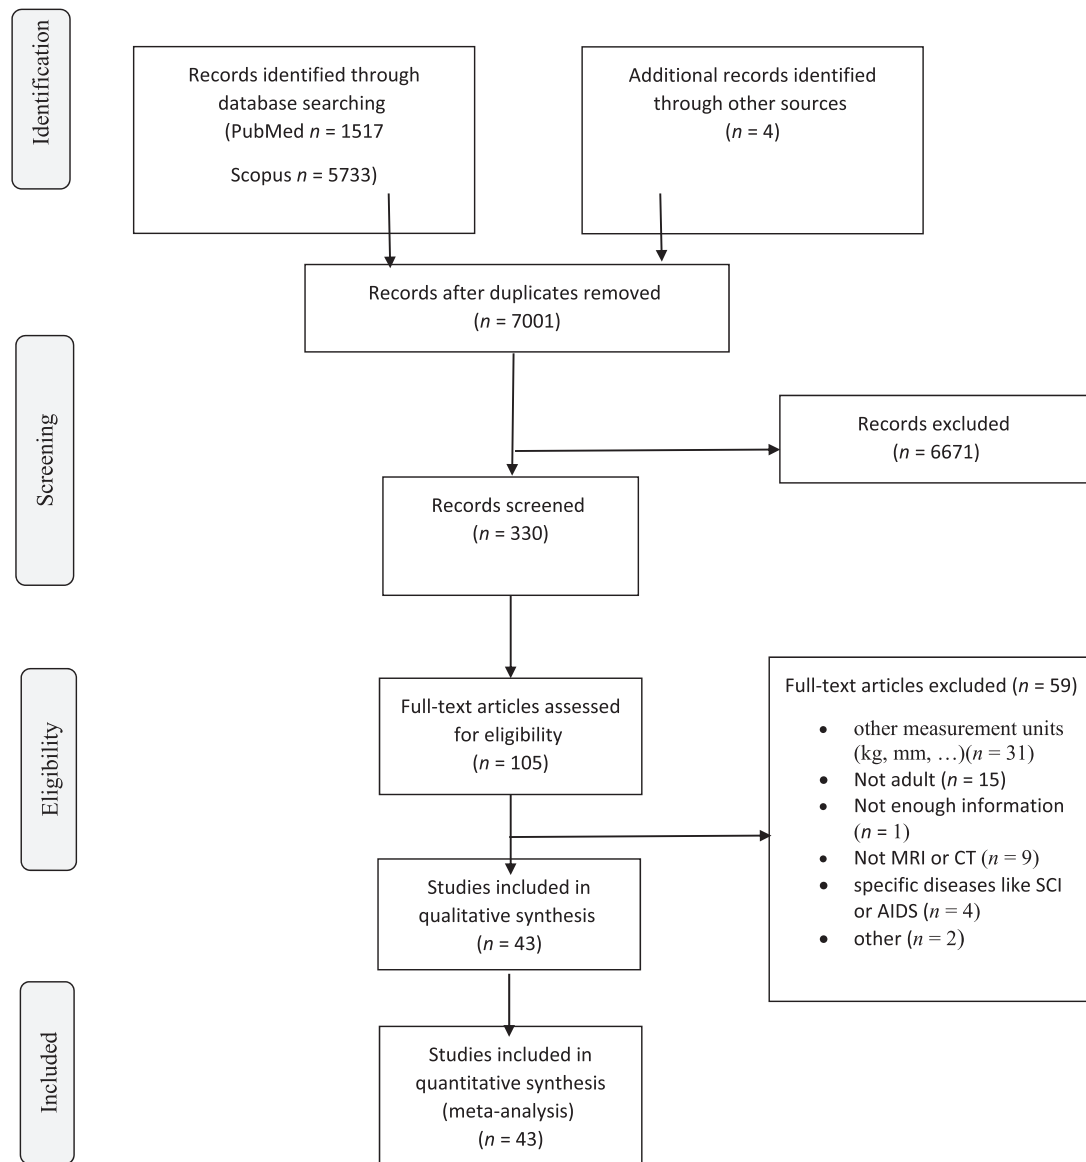 Identification
Records identified through
database searching
(PubMed n = 1517
Scopus n = 5733)
Additional records identified
through other sources
(n = 4)
Records after duplicates removed
(n = 7001)
Screening
Records excluded
(n = 6671)
Records screened
(n = 330)
Eligibility
Full-text articles assessed
for eligibility
(n = 105)
Full-text articles excluded (n = 59)
• other measurement units
(kg, mm, …)(n = 31)
• Not adult (n = 15)
• Not enough information
(n = 1)
• Not MRI or CT (n = 9)
• specific diseases like SCI
or AIDS (n = 4)
• other (n = 2)
Studies included in
qualitative synthesis
(n = 43)
Included
Studies included in
quantitative synthesis
(meta-analysis)
(n = 43)